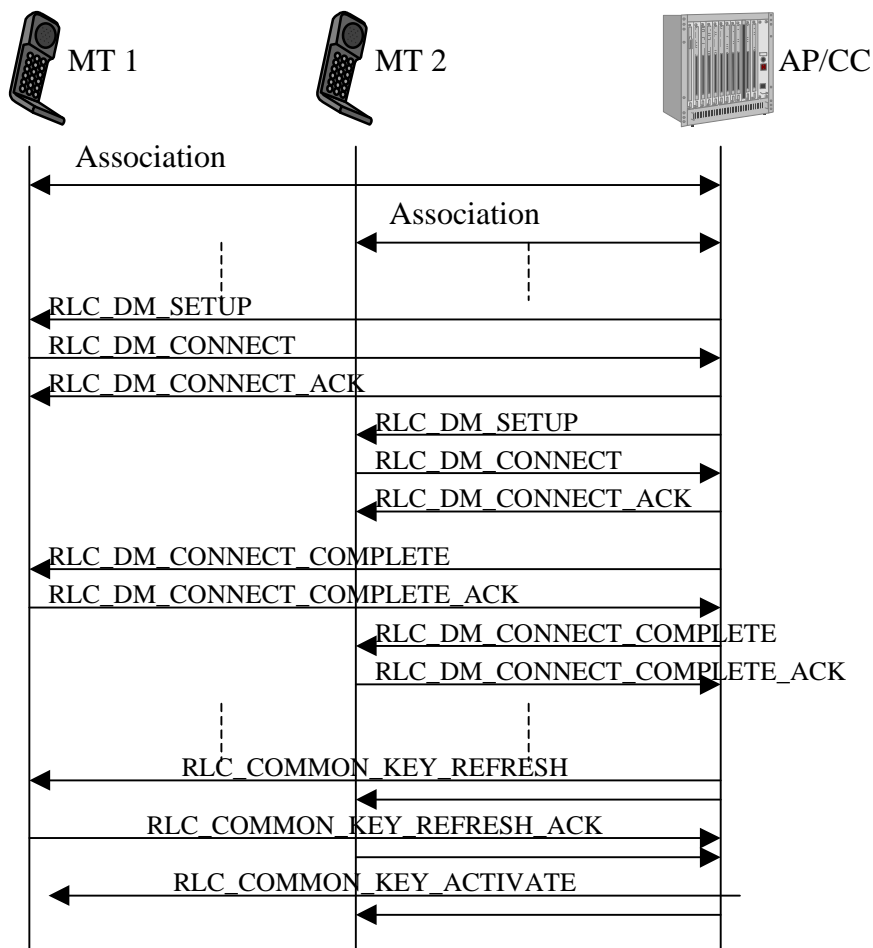 MT 1
MT 2
AP/CC
Association
Association
RLC_DM_SETUP
RLC_DM_CONNECT
RLC_DM_CONNECT_ACK
RLC_DM_SETUP
RLC_DM_CONNECT
RLC_DM_CONNECT_ACK
RLC_DM_CONNECT_COMPLETE
RLC_DM_CONNECT_COMPLETE_ACK
RLC_DM_CONNECT_COMPLETE
RLC_DM_CONNECT_COMPLETE_ACK
RLC_COMMON_KEY_REFRESH
RLC_COMMON_KEY_REFRESH_ACK
RLC_COMMON_KEY_ACTIVATE